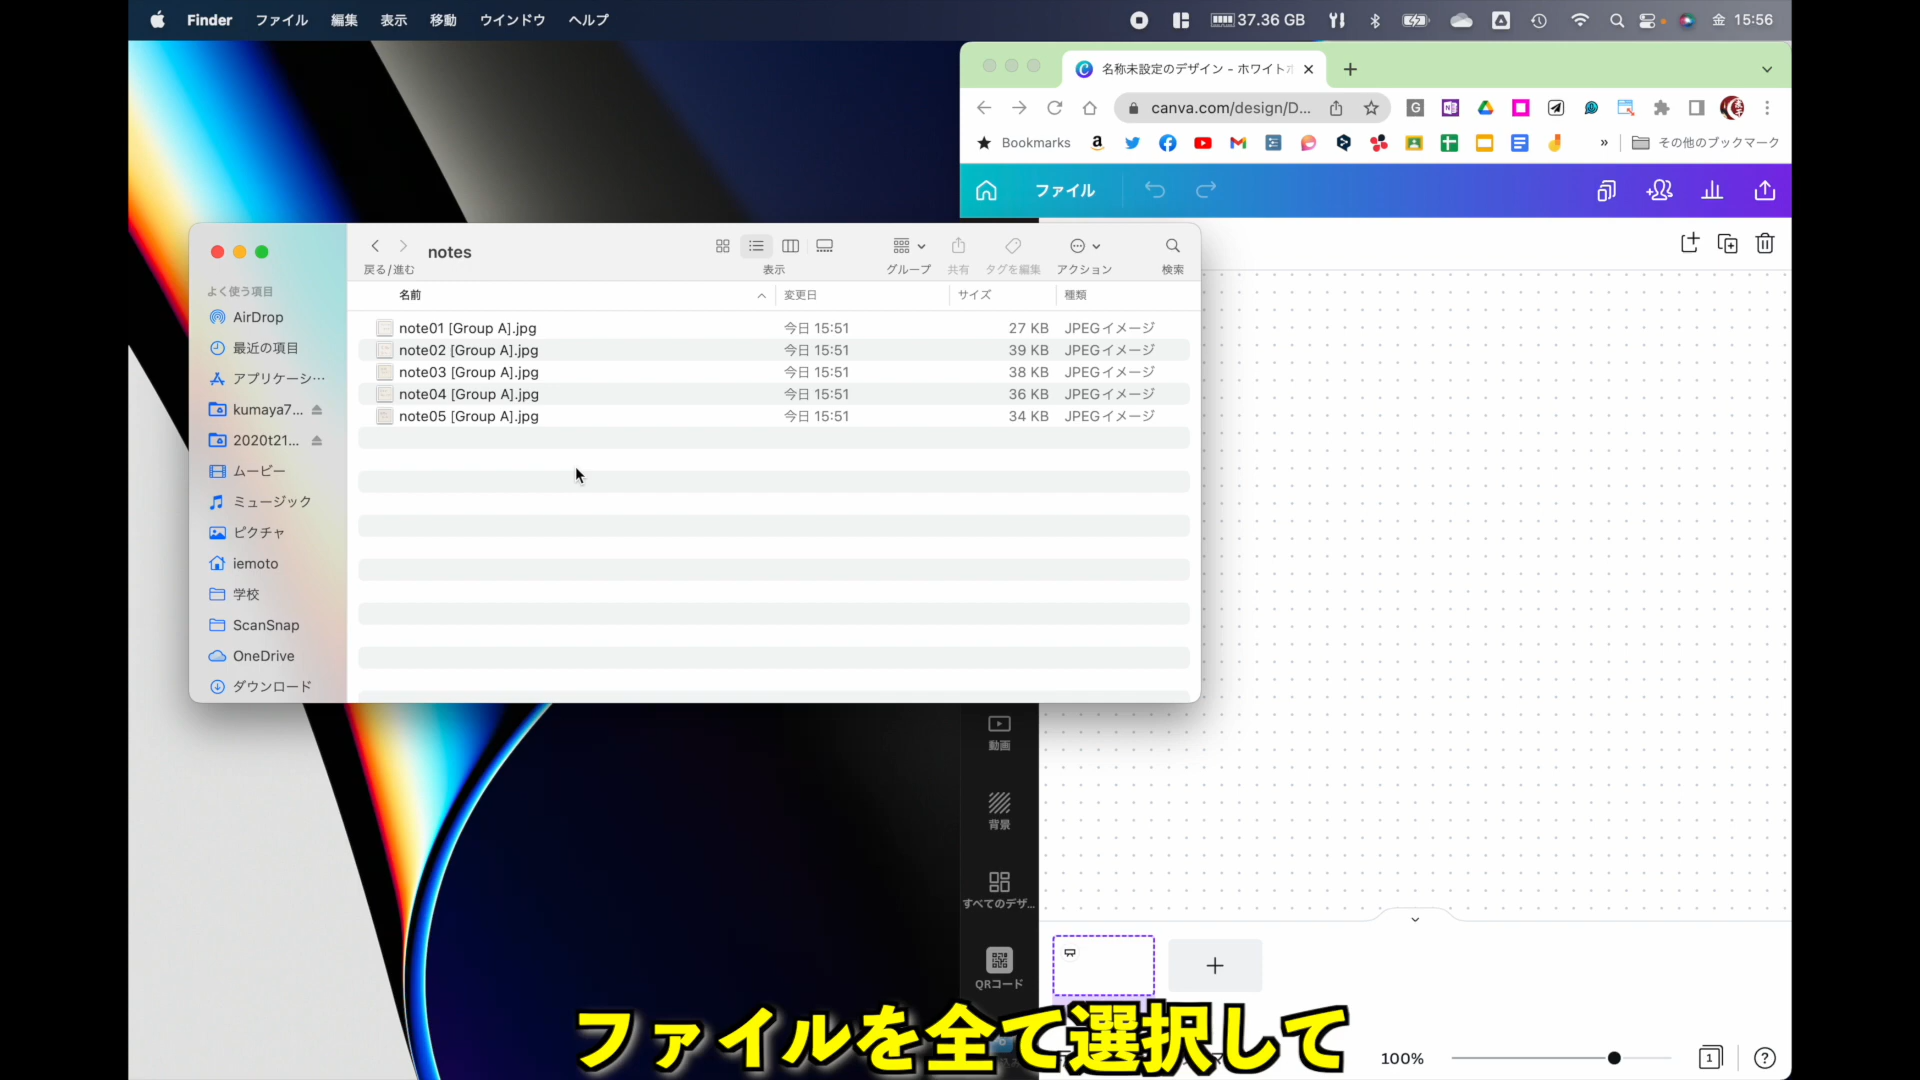 Finder ファイル 編集 表示 移動 ウインドウ ヘルプ 37.36 GB 金 15:56
名称未設定のデザイン - ホワイト
canva.com/design/D...
Bookmarks その他のブックマーク
ファイル
notes
戻る/進む 表示 グループ 共有 タグを編集 アクション 検索
よく使う項目
AirDrop
最近の項目
アプリケーシ…
kumaya7...
2020t21...
ムービー
ミュージック
ピクチャ
iemoto
学校
ScanSnap
OneDrive
ダウンロード
名前 変更日 サイズ 種類
note01 [Group A].jpg 今日 15:51 27 KB JPEGイメージ
note02 [Group A].jpg 今日 15:51 39 KB JPEGイメージ
note03 [Group A].jpg 今日 15:51 38 KB JPEGイメージ
note04 [Group A].jpg 今日 15:51 36 KB JPEGイメージ
note05 [Group A].jpg 今日 15:51 34 KB JPEGイメージ
動画
背景
すべてのデザ...
QRコード
100% 1
ファイルを全て選択して